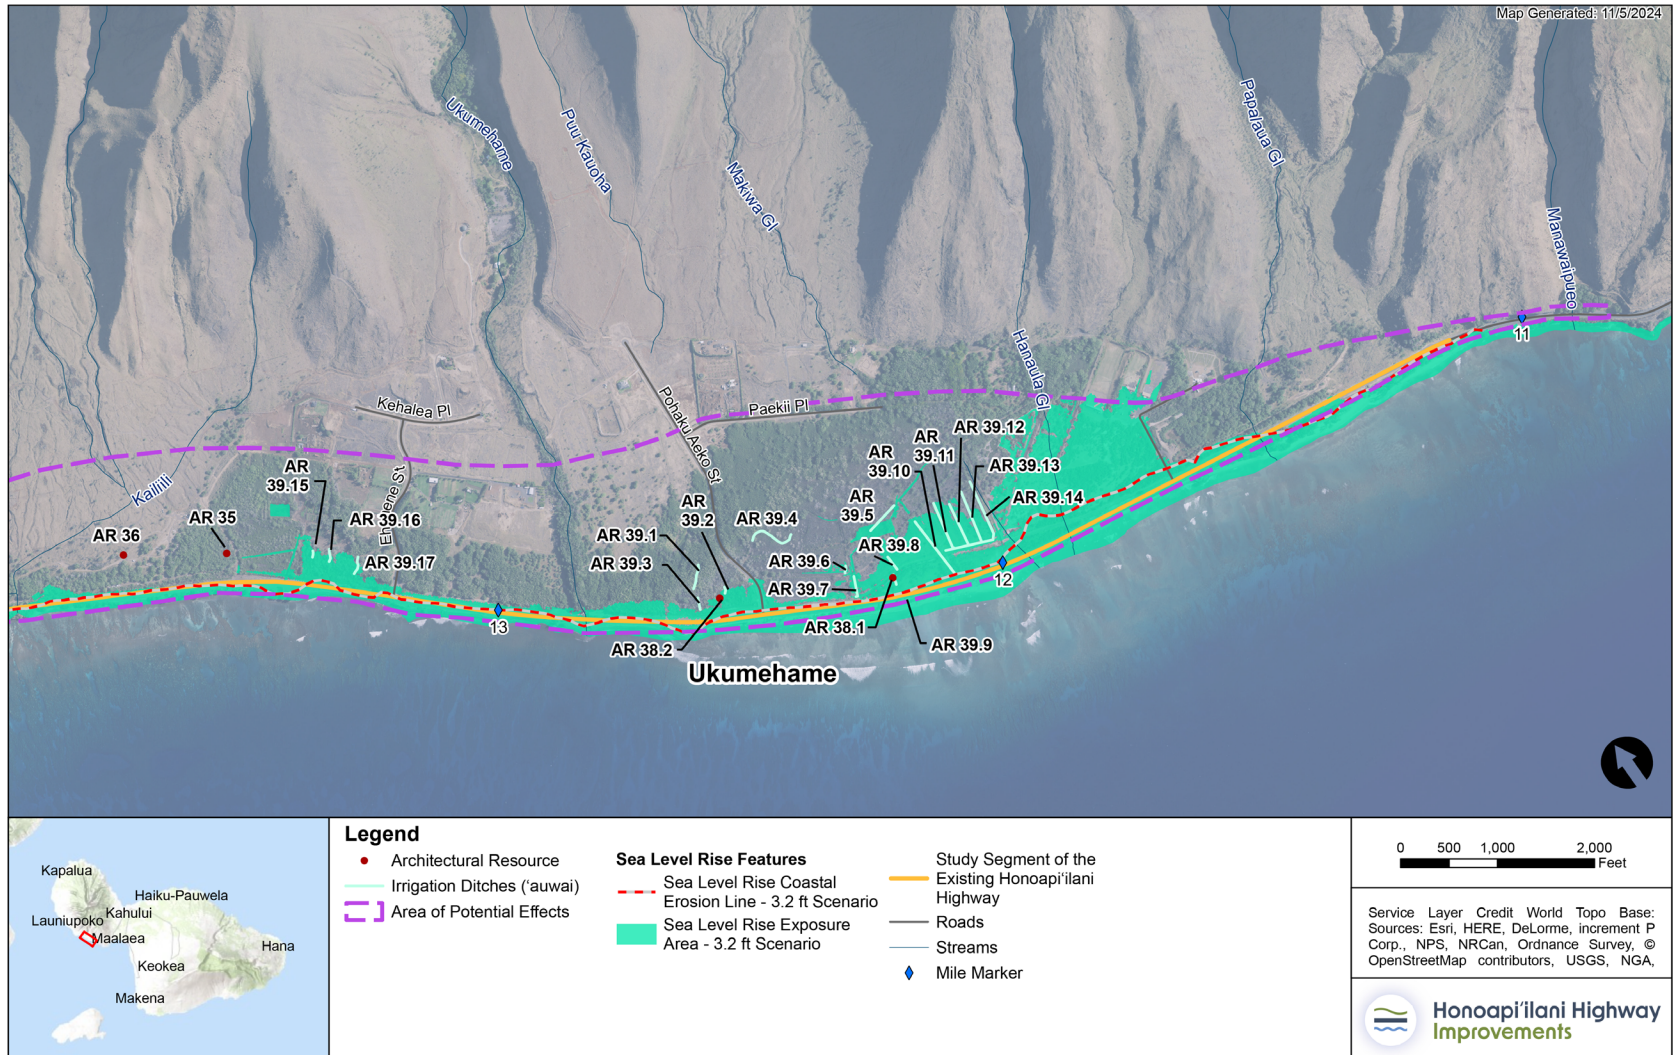 Map Generated: 11/5/2024
Ukumehame
Puu Kauoha
Makiwa Gl
Papalaua Gl
Manawaipueo
Hanaula Gl
Kailiili
11
Kehalea Pl
Paekii Pl
Pohaku Aeko St
Ehehene St
AR 36
AR 35
AR
39.15
AR 39.16
AR 39.17
AR 39.1
AR 39.3
AR
39.2
AR 39.4
AR
39.5
AR 39.6
AR 39.7
AR 39.8
AR
39.10
AR
39.11
AR 39.12
AR 39.13
AR 39.14
12
13
AR 38.2
AR 38.1
AR 39.9
Ukumehame
Kapalua
Haiku-Pauwela
Kahului
Launiupoko
Maalaea
Hana
Keokea
Makena
Legend
Architectural Resource
Irrigation Ditches (‘auwai)
Area of Potential Effects
Sea Level Rise Features
Sea Level Rise Coastal
Erosion Line - 3.2 ft Scenario
Sea Level Rise Exposure
Area - 3.2 ft Scenario
Study Segment of the
Existing Honoapi‘ilani
Highway
Roads
Streams
Mile Marker
0 500 1,000 2,000
Feet
Service Layer Credit World Topo Base:
Sources: Esri, HERE, DeLorme, increment P
Corp., NPS, NRCan, Ordnance Survey, ©
OpenStreetMap contributors, USGS, NGA,
Honoapi‘ilani Highway
Improvements